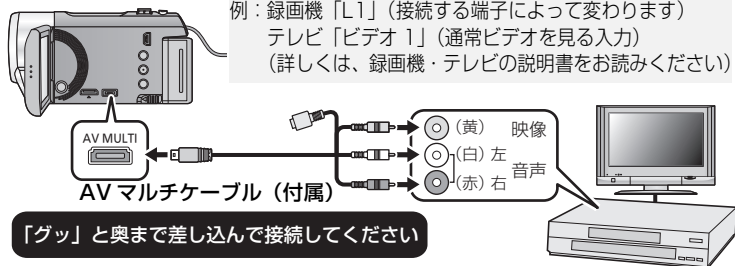 例：録画機「L1」（接続する端子によって変わります）
テレビ「ビデオ 1」（通常ビデオを見る入力）
（詳しくは、録画機・テレビの説明書をお読みください）
AV MULTI
（黄） 映像
（白）左
音声
（赤）右
AV マルチケーブル（付属）
「グッ」と奥まで差し込んで接続してください